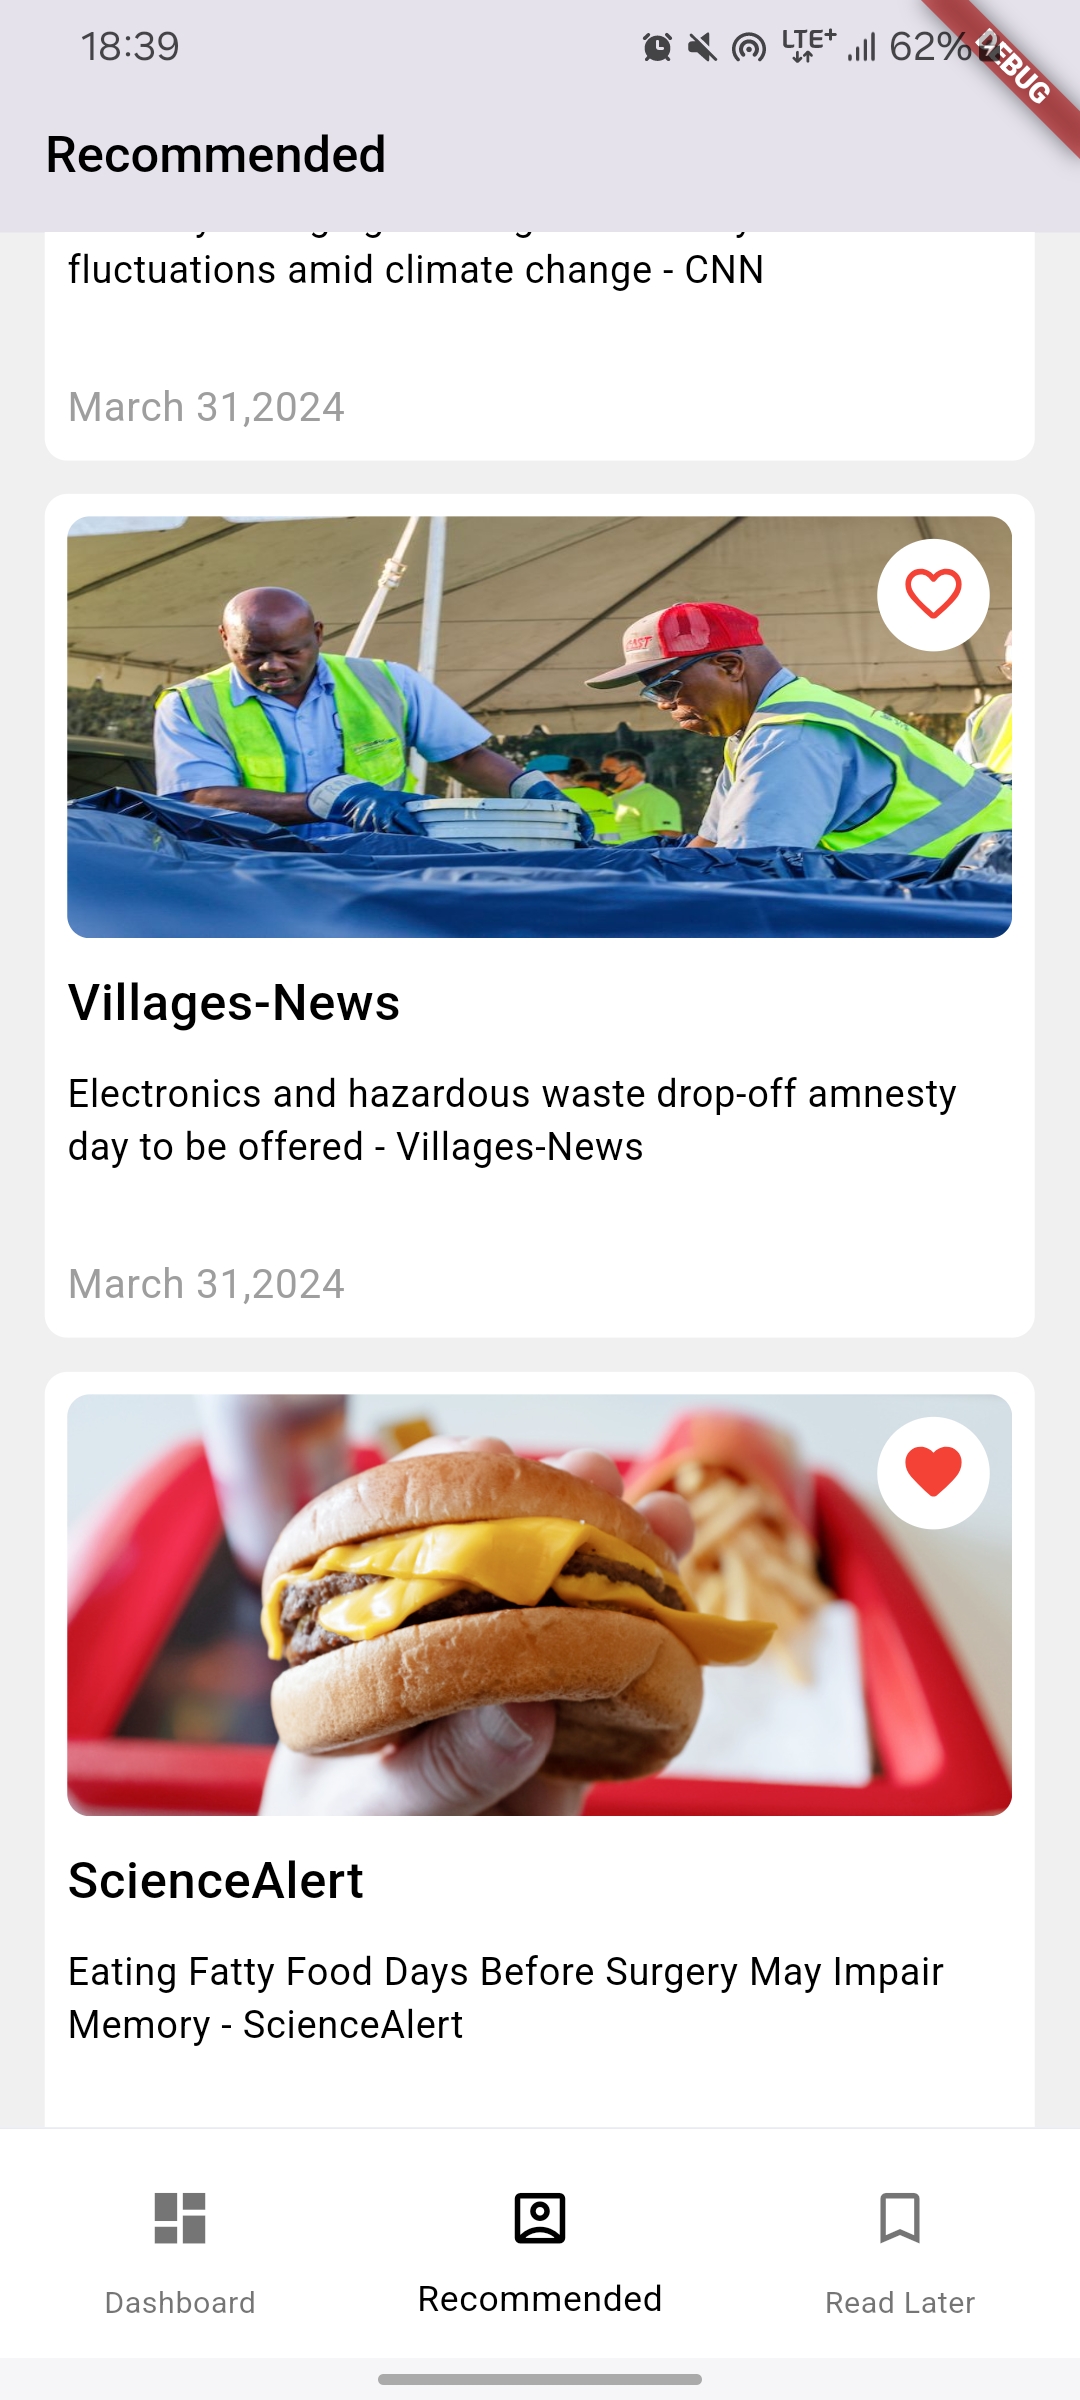 18:39
LTE+
62%
DEBUG
Recommended
fluctuations amid climate change - CNN
March 31,2024
Villages-News
Electronics and hazardous waste drop-off amnesty
day to be offered - Villages-News
March 31,2024
ScienceAlert
Eating Fatty Food Days Before Surgery May Impair
Memory - ScienceAlert
Dashboard
Recommended
Read Later